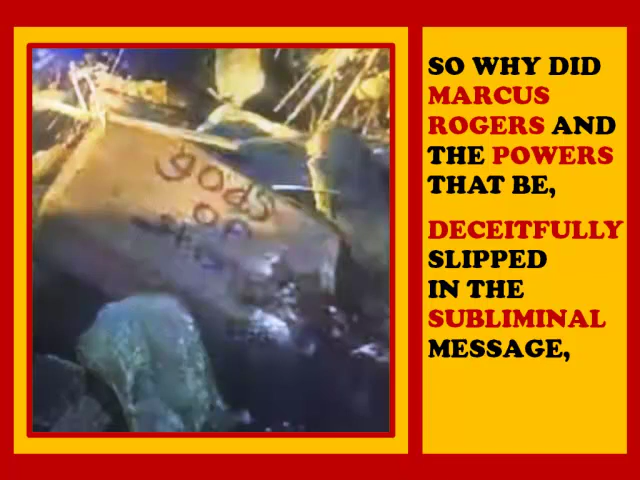 gods
on
SO WHY DID
MARCUS
ROGERS AND
THE POWERS
THAT BE,
DECEITFULLY
SLIPPED
IN THE
SUBLIMINAL
MESSAGE,